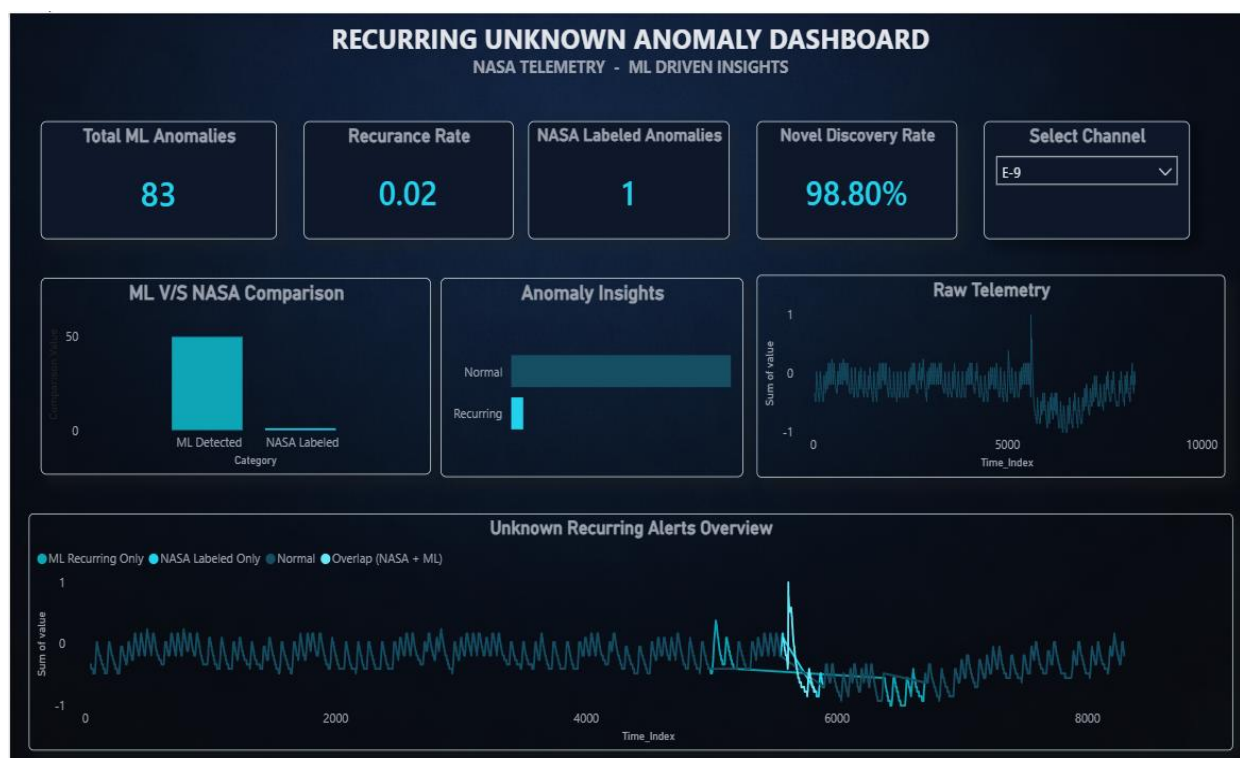 RECURRING UNKNOWN ANOMALY DASHBOARD
NASA TELEMETRY - ML DRIVEN INSIGHTS
Total ML Anomalies
83
Recurance Rate
0.02
NASA Labeled Anomalies
1
Novel Discovery Rate
98.80%
Select Channel
E-9
ML V/S NASA Comparison
Comparison Value
50
0
ML Detected NASA Labeled
Category
Anomaly Insights
Normal
Recurring
Raw Telemetry
Sum of value
1
0
-1
0 5000 10000
Time_Index
Unknown Recurring Alerts Overview
ML Recurring Only NASA Labeled Only Normal Overlap (NASA + ML)
Sum of value
1
0
-1
0 2000 4000 6000 8000
Time_Index